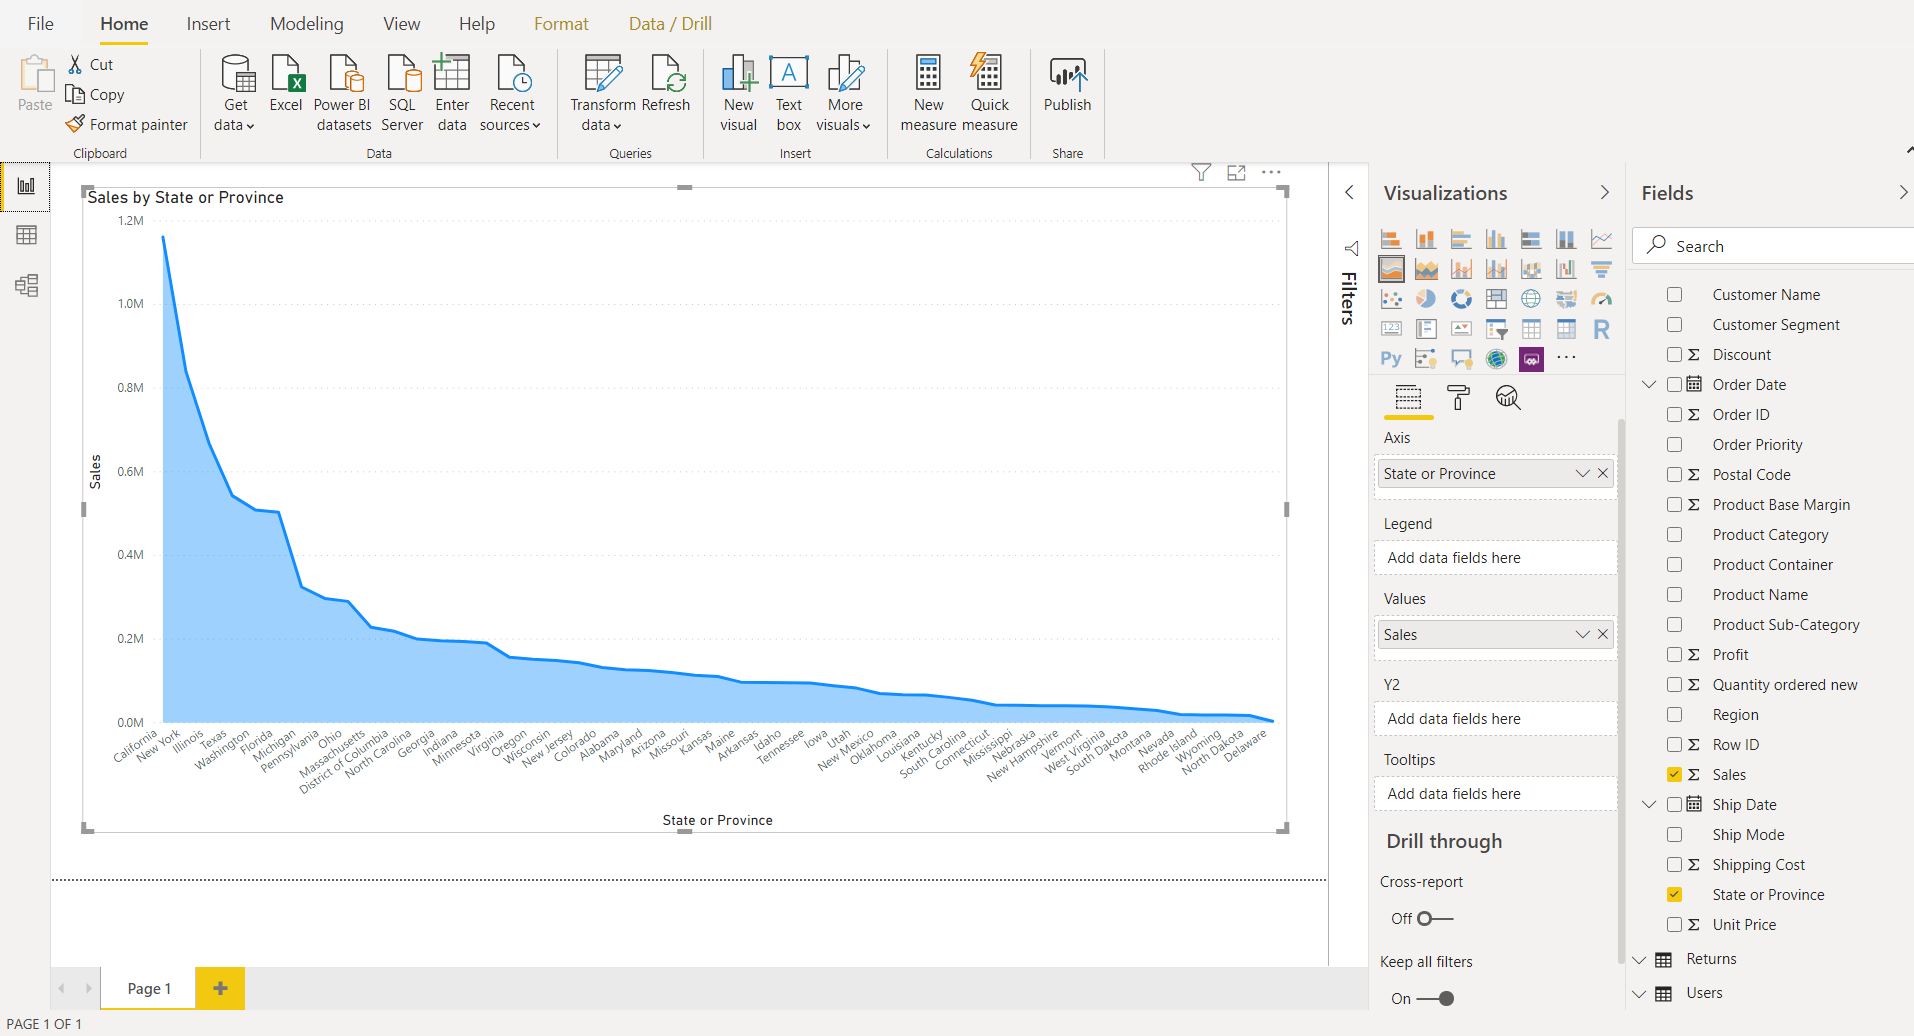 File Home Insert Modeling View Help Format Data / Drill
Paste
Cut
Copy
Format painter
Clipboard
Get data
Excel
Power BI datasets
SQL Server
Enter data
Recent sources
Data
Transform data
Refresh
Queries
New visual
Text box
More visuals
Insert
New measure
Quick measure
Calculations
Publish
Share
Sales by State or Province
1.2M
1.0M
0.8M
0.6M
0.4M
0.2M
0.0M
Sales
California
New York
Illinois
Texas
Washington
Florida
Michigan
Pennsylvania
Ohio
Massachusetts
District of Columbia
North Carolina
Georgia
Indiana
Minnesota
Virginia
Oregon
Wisconsin
New Jersey
Colorado
Alabama
Maryland
Arizona
Missouri
Kansas
Maine
Arkansas
Idaho
Tennessee
Iowa
Utah
New Mexico
Oklahoma
Louisiana
Kentucky
South Carolina
Connecticut
Mississippi
Nebraska
New Hampshire
Vermont
West Virginia
South Dakota
Montana
Nevada
Rhode Island
Wyoming
North Dakota
Delaware
State or Province
Filters
Visualizations
123
R
Py
Axis
State or Province
Legend
Add data fields here
Values
Sales
Y2
Add data fields here
Tooltips
Add data fields here
Drill through
Cross-report
Off
Keep all filters
On
Fields
Search
Customer Name
Customer Segment
Σ Discount
Order Date
Σ Order ID
Order Priority
Σ Postal Code
Σ Product Base Margin
Product Category
Product Container
Product Name
Product Sub-Category
Σ Profit
Σ Quantity ordered new
Region
Σ Row ID
Σ Sales
Ship Date
Ship Mode
Σ Shipping Cost
State or Province
Σ Unit Price
Returns
Users
Page 1
PAGE 1 OF 1